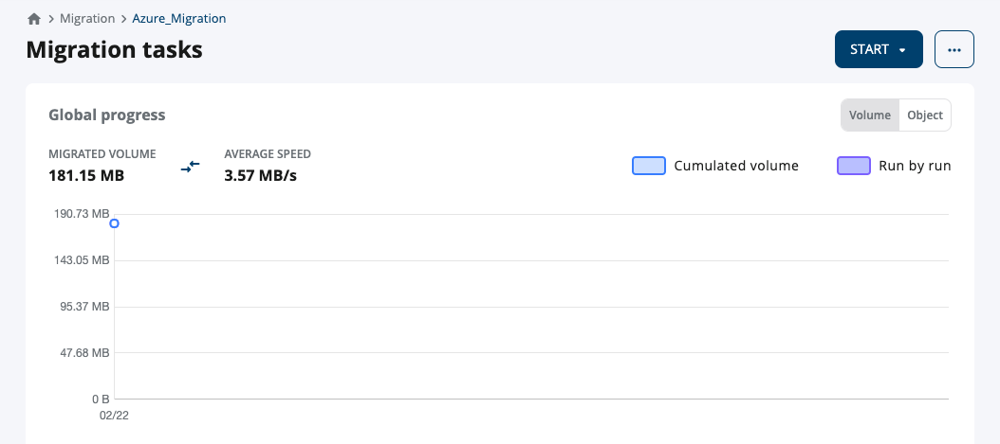 Migration > Azure_Migration
Migration tasks
START
...
Global progress
Volume Object
MIGRATED VOLUME
181.15 MB
AVERAGE SPEED
3.57 MB/s
Cumulated volume
Run by run
190.73 MB
143.05 MB
95.37 MB
47.68 MB
0 B
02/22